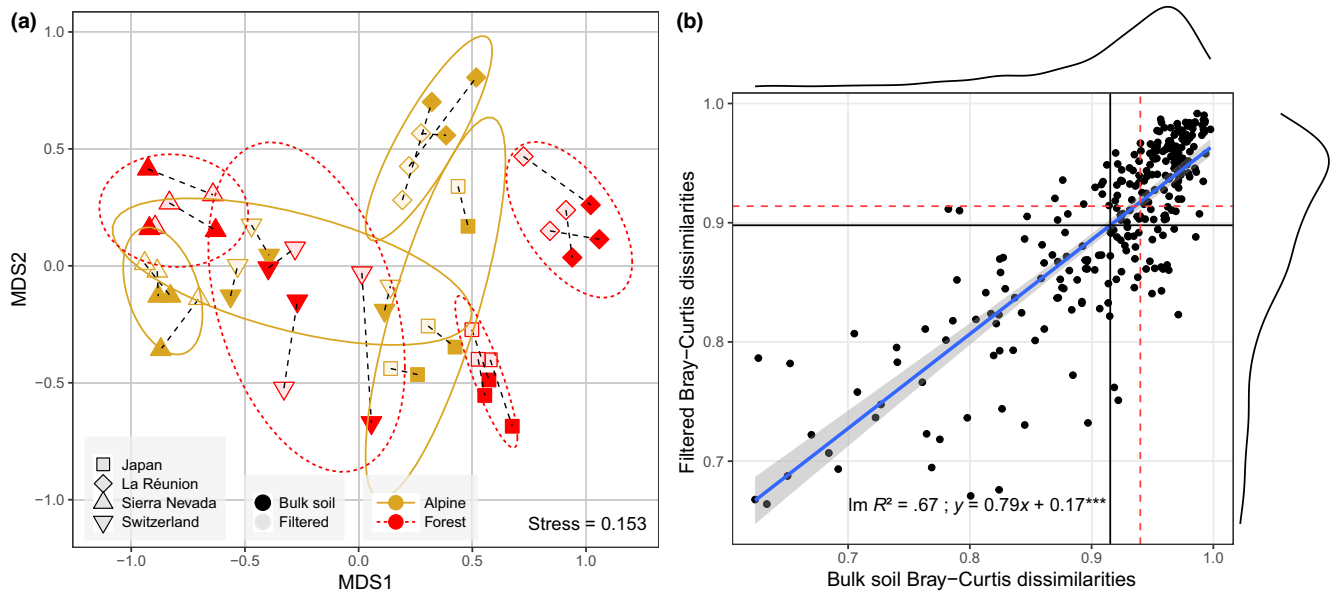 (a)
1.0
0.5
0.0
−0.5
−1.0
MDS2
−1.0 −0.5 0.0 0.5 1.0
MDS1
Japan
La Réunion
Sierra Nevada
Switzerland
Bulk soil
Filtered
Alpine
Forest
Stress = 0.153
(b)
1.0
0.9
0.8
0.7
Filtered Bray−Curtis dissimilarities
lm R² = .67 ; y = 0.79x + 0.17***
0.7 0.8 0.9 1.0
Bulk soil Bray−Curtis dissimilarities